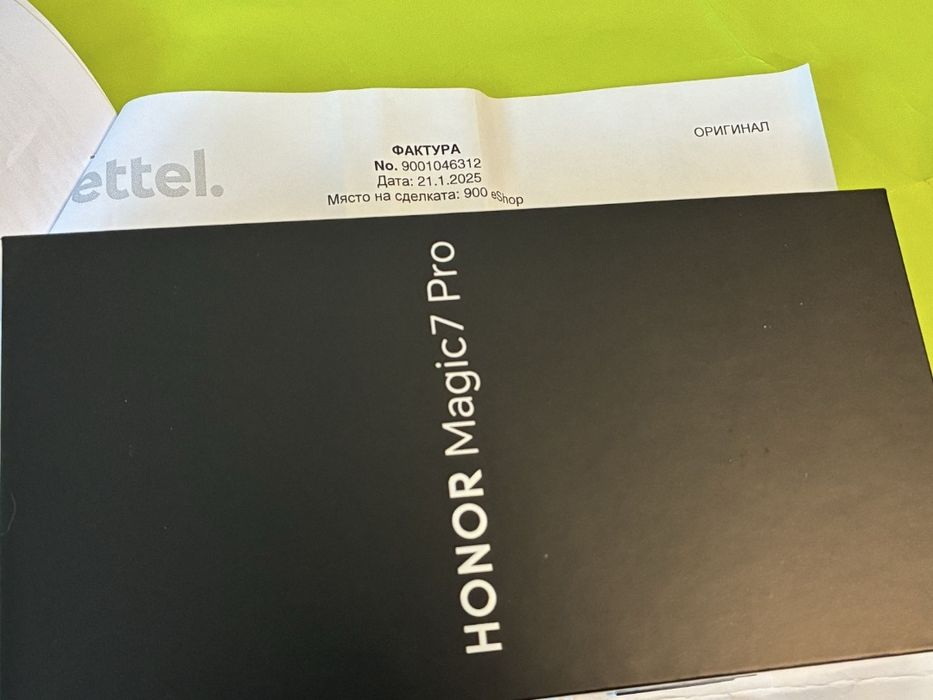 ettel.
ОРИГИНАЛ
ФАКТУРА
No. 9001046312
Дата: 21.1.2025
Място на сделката: 900 eShop
HONOR Magic7 Pro